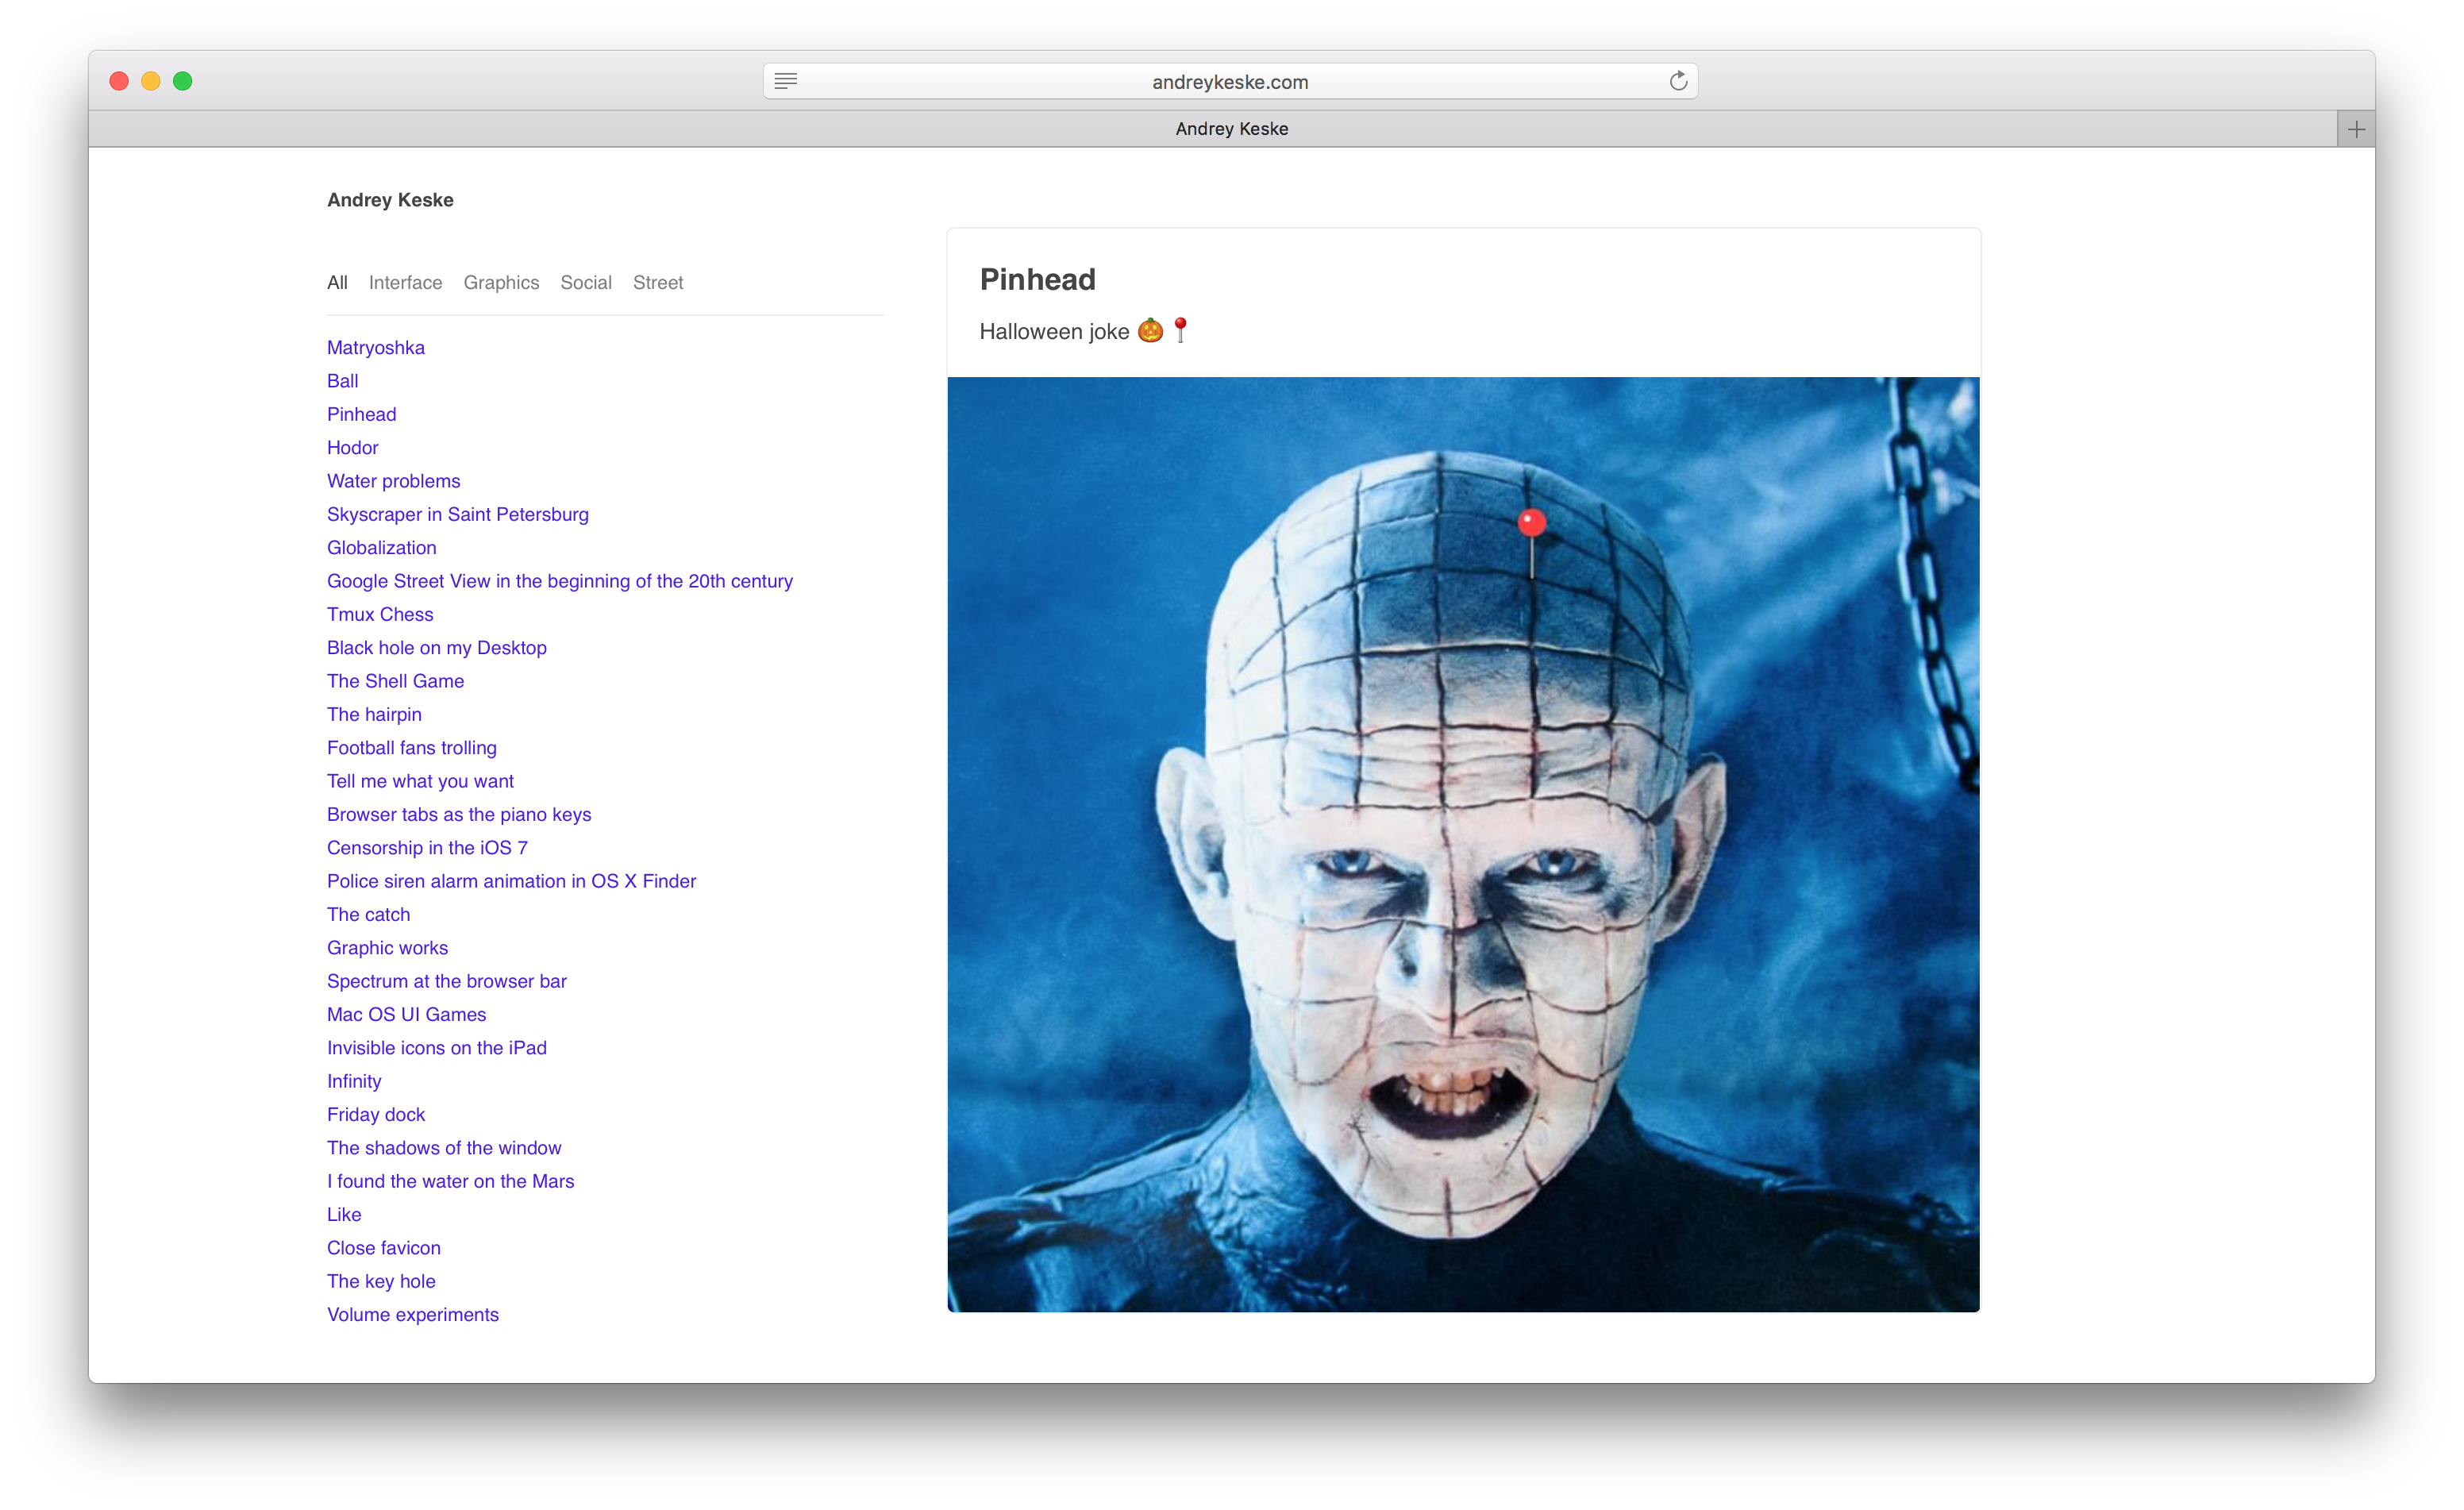 andreykeske.com
Andrey Keske
Andrey Keske
All Interface Graphics Social Street
Matryoshka
Ball
Pinhead
Hodor
Water problems
Skyscraper in Saint Petersburg
Globalization
Google Street View in the beginning of the 20th century
Tmux Chess
Black hole on my Desktop
The Shell Game
The hairpin
Football fans trolling
Tell me what you want
Browser tabs as the piano keys
Censorship in the iOS 7
Police siren alarm animation in OS X Finder
The catch
Graphic works
Spectrum at the browser bar
Mac OS UI Games
Invisible icons on the iPad
Infinity
Friday dock
The shadows of the window
I found the water on the Mars
Like
Close favicon
The key hole
Volume experiments
Pinhead
Halloween joke 🎃 📍